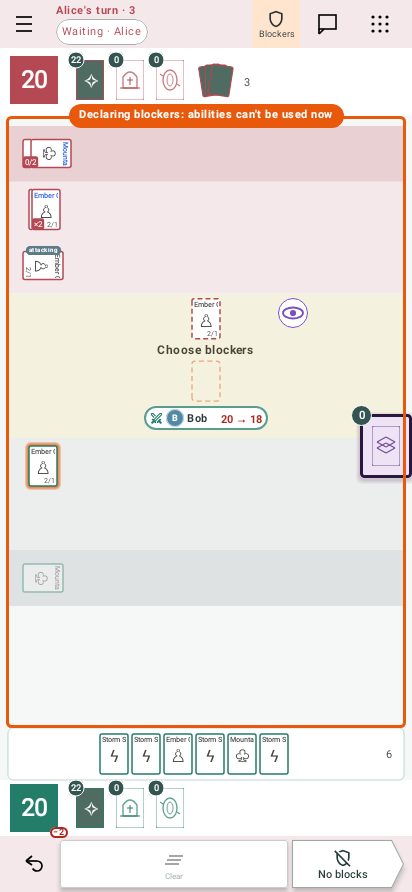 Alice's turn · 3
Waiting · Alice
Blockers
20
22
0
0
3
Declaring blockers: abilities can't be used now
Mounta
0/2
Ember
×2
2/1
attacking
Ember
2/1
Ember
2/1
Choose blockers
B
Bob
20 → 18
0
Ember
2/1
Mounta
Storm S
Storm S
Ember
Storm S
Mounta
Storm S
6
20
-2
22
0
0
Clear
No blocks